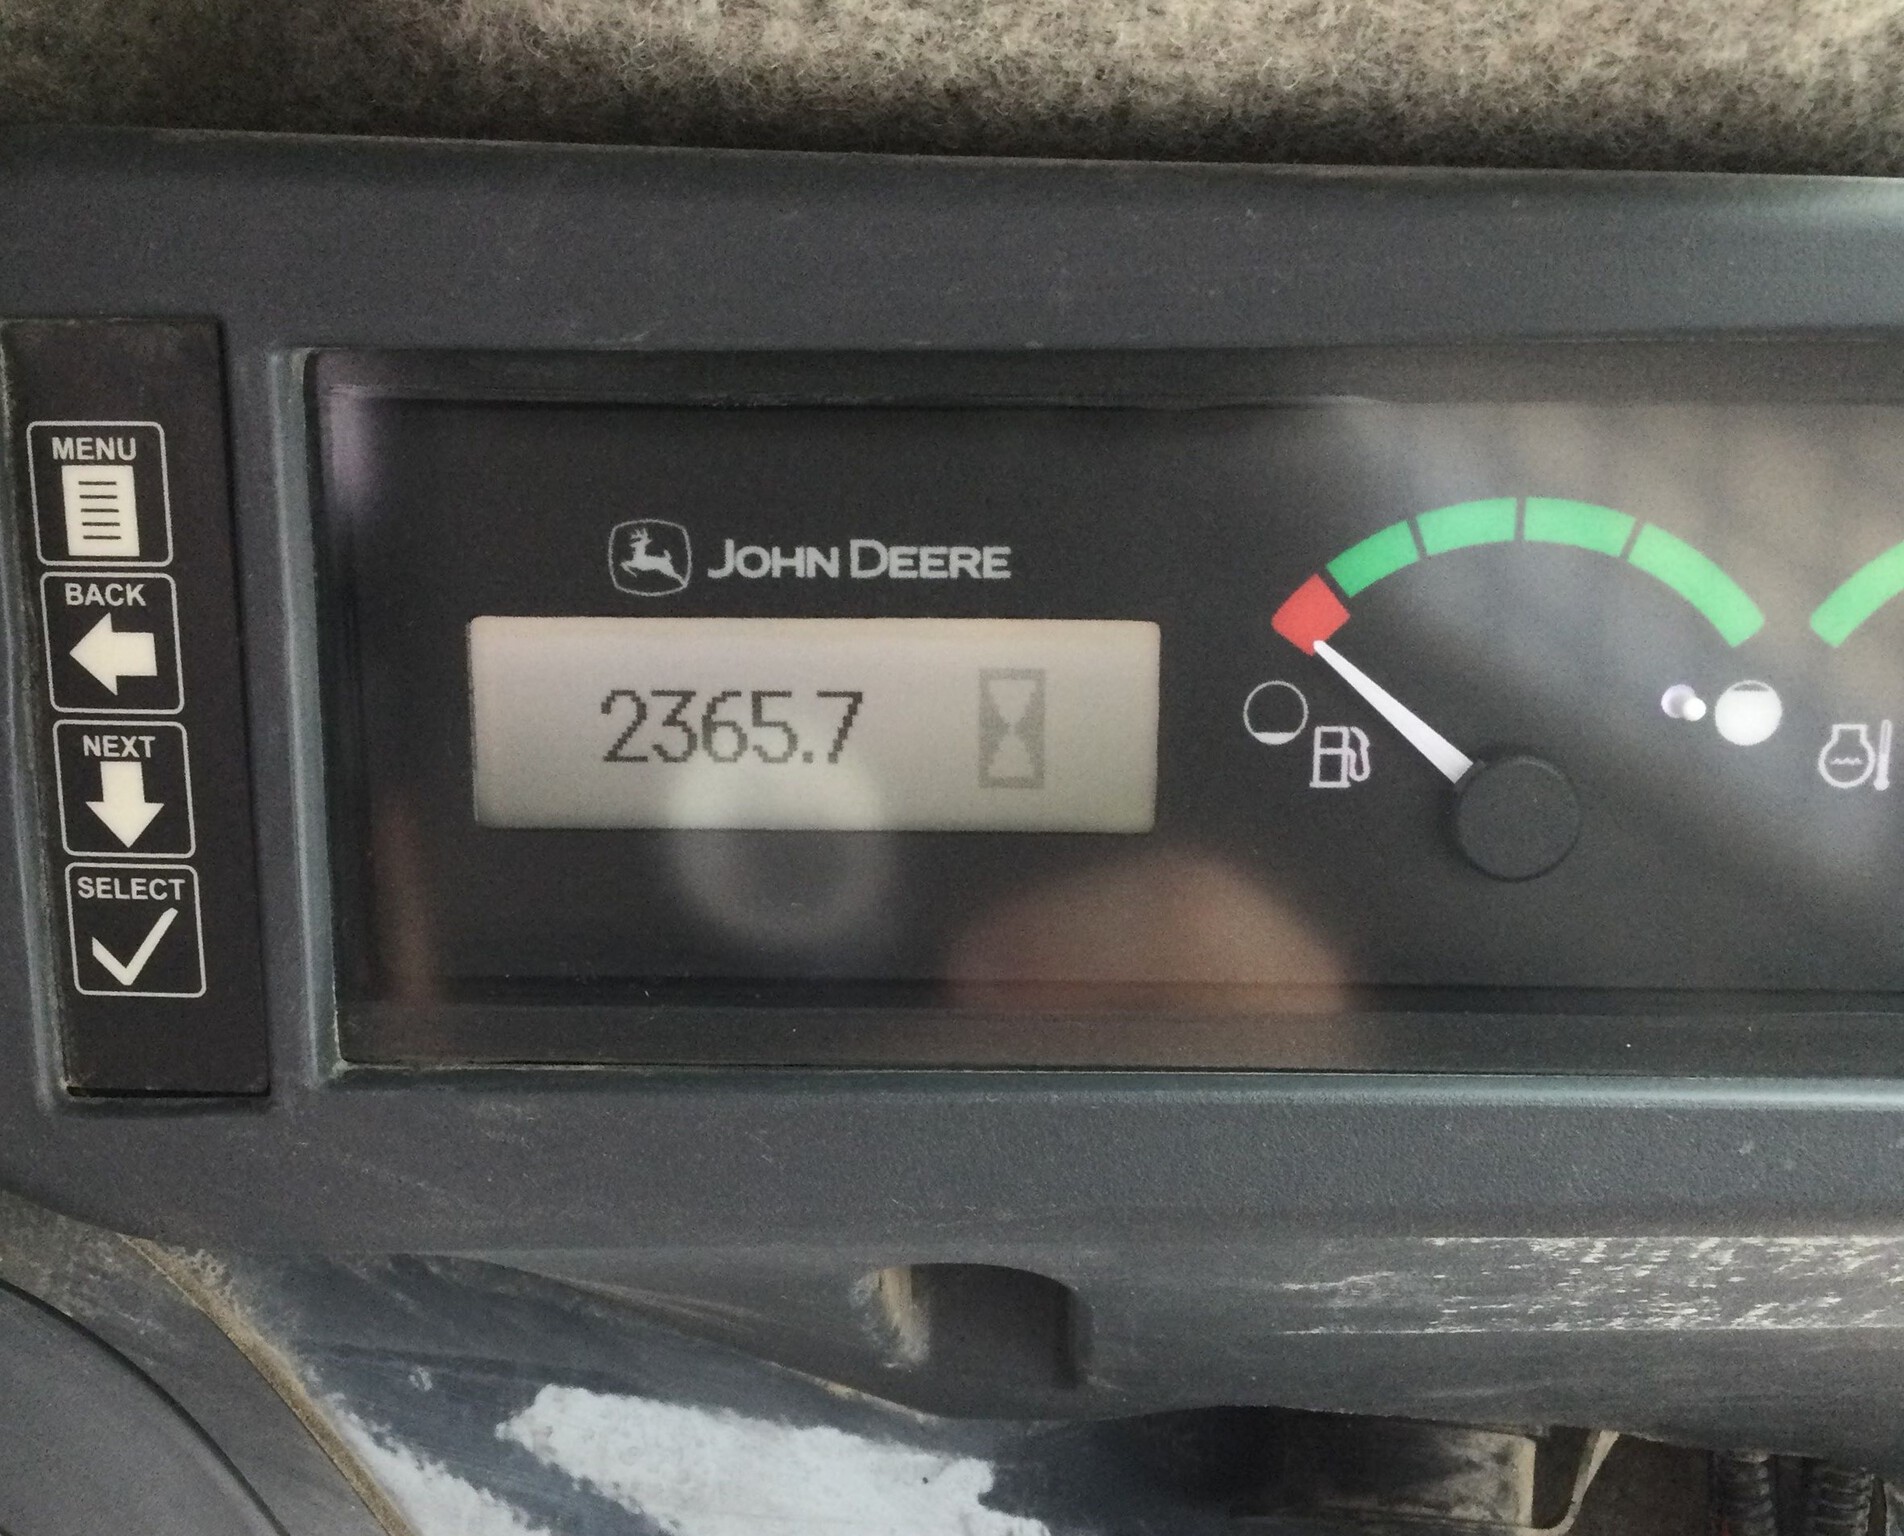 MENU
BACK
NEXT
SELECT
JOHN DEERE
2365.7